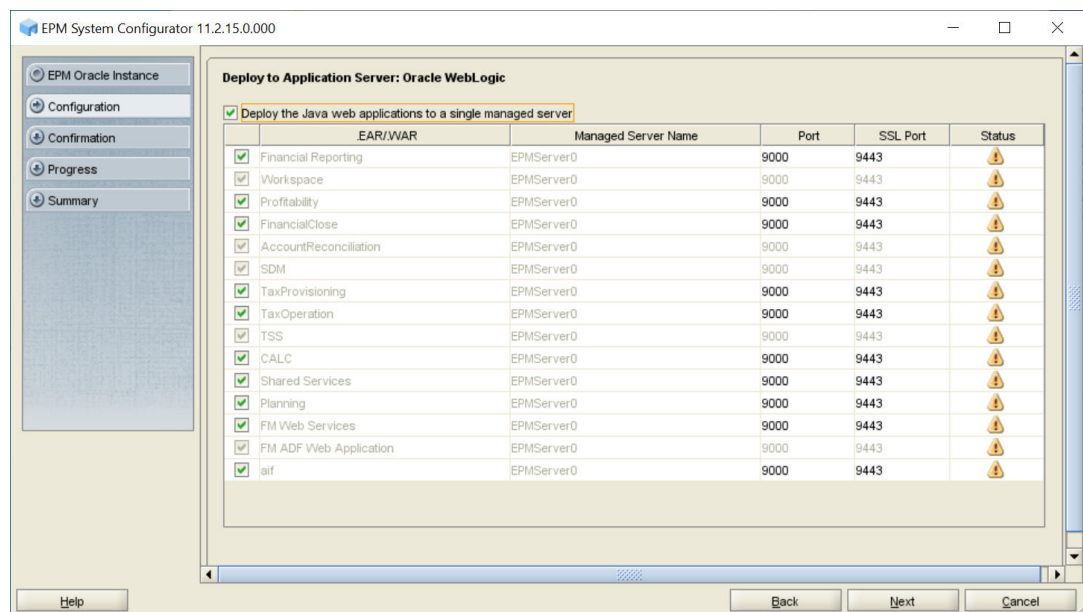 EPM System Configurator 11.2.15.0.000
EPM Oracle Instance
Configuration
Confirmation
Progress
Summary
Deploy to Application Server: Oracle WebLogic
Deploy the Java web applications to a single managed server
.EAR/.WAR Managed Server Name Port SSL Port Status
Financial Reporting EPMServer0 9000 9443
Workspace EPMServer0 9000 9443
Profitability EPMServer0 9000 9443
FinancialClose EPMServer0 9000 9443
AccountReconciliation EPMServer0 9000 9443
SDM EPMServer0 9000 9443
TaxProvisioning EPMServer0 9000 9443
TaxOperation EPMServer0 9000 9443
TSS EPMServer0 9000 9443
CALC EPMServer0 9000 9443
Shared Services EPMServer0 9000 9443
Planning EPMServer0 9000 9443
FM Web Services EPMServer0 9000 9443
FM ADF Web Application EPMServer0 9000 9443
aif EPMServer0 9000 9443
Help Back Next Cancel